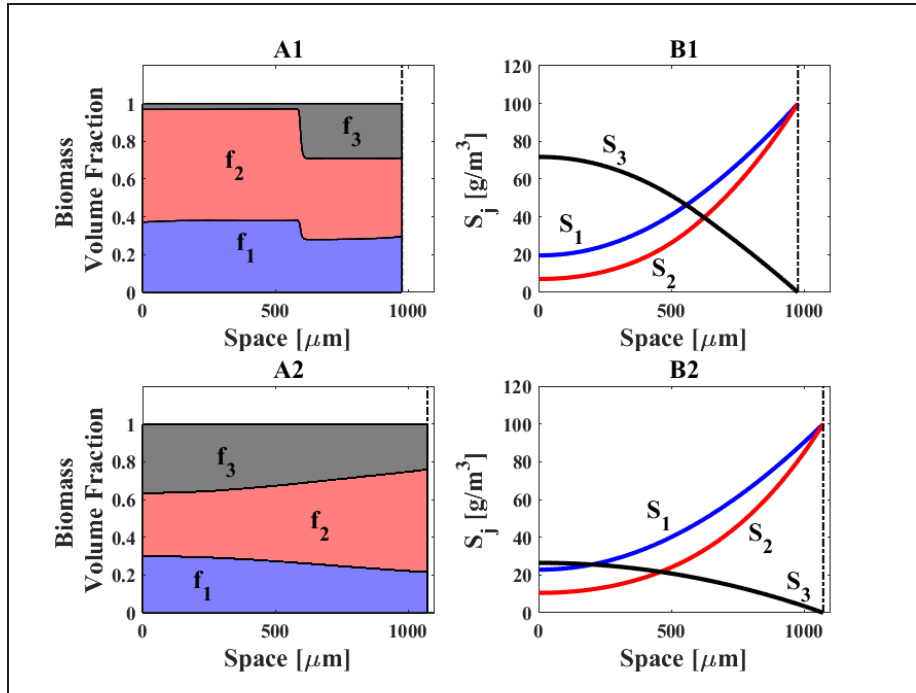 A1
Biomass
Volume Fraction
1
0.8
0.6
0.4
0.2
0
f3
f2
f1
0
500
1000
Space [μm]
B1
S_j [g/m³]
120
100
80
60
40
20
0
S3
S1
S2
0
500
1000
Space [μm]
A2
Biomass
Volume Fraction
1
0.8
0.6
0.4
0.2
0
f3
f2
f1
0
500
1000
Space [μm]
B2
S_j [g/m³]
120
100
80
60
40
20
0
S1
S2
S3
0
500
1000
Space [μm]